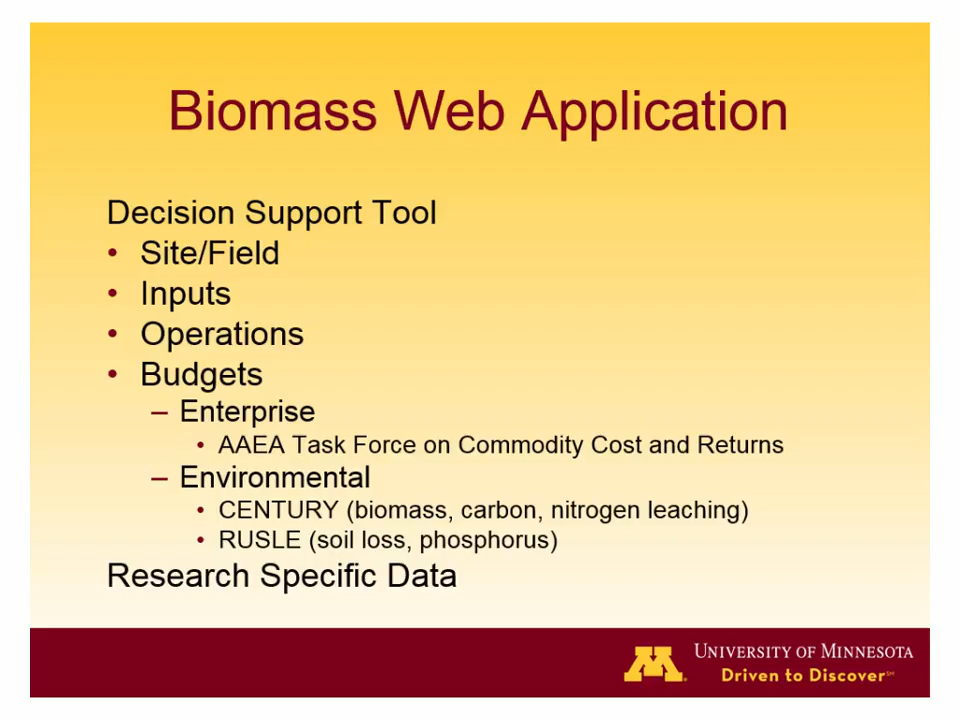 Biomass Web Application
Decision Support Tool
• Site/Field
• Inputs
• Operations
• Budgets
– Enterprise
• AAEA Task Force on Commodity Cost and Returns
– Environmental
• CENTURY (biomass, carbon, nitrogen leaching)
• RUSLE (soil loss, phosphorus)
Research Specific Data
M
UNIVERSITY OF MINNESOTA
Driven to Discover℠